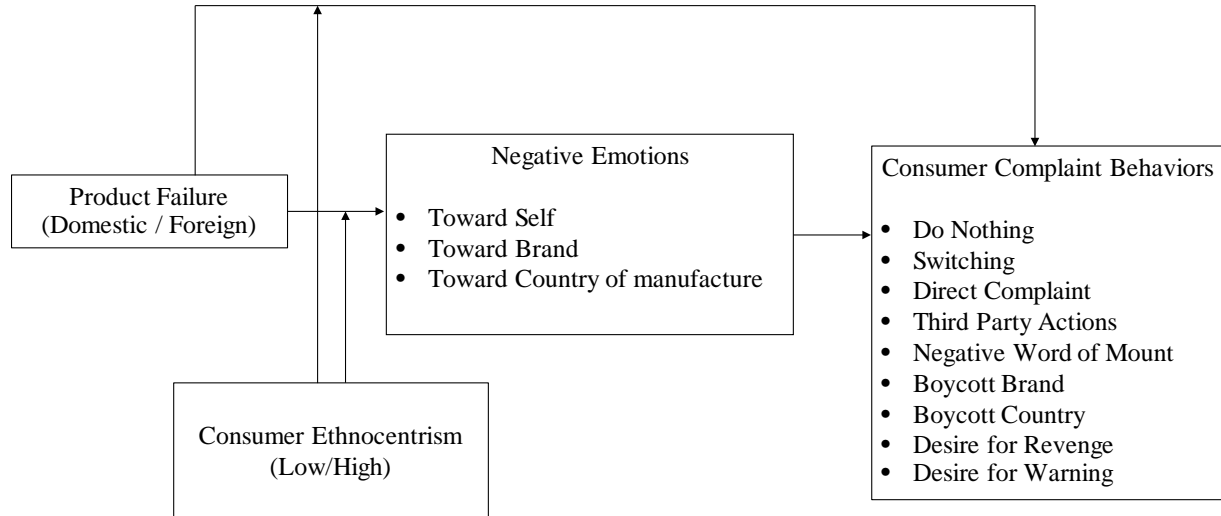 Product Failure
(Domestic / Foreign)
Negative Emotions
• Toward Self
• Toward Brand
• Toward Country of manufacture
Consumer Ethnocentrism
(Low/High)
Consumer Complaint Behaviors
• Do Nothing
• Switching
• Direct Complaint
• Third Party Actions
• Negative Word of Mount
• Boycott Brand
• Boycott Country
• Desire for Revenge
• Desire for Warning